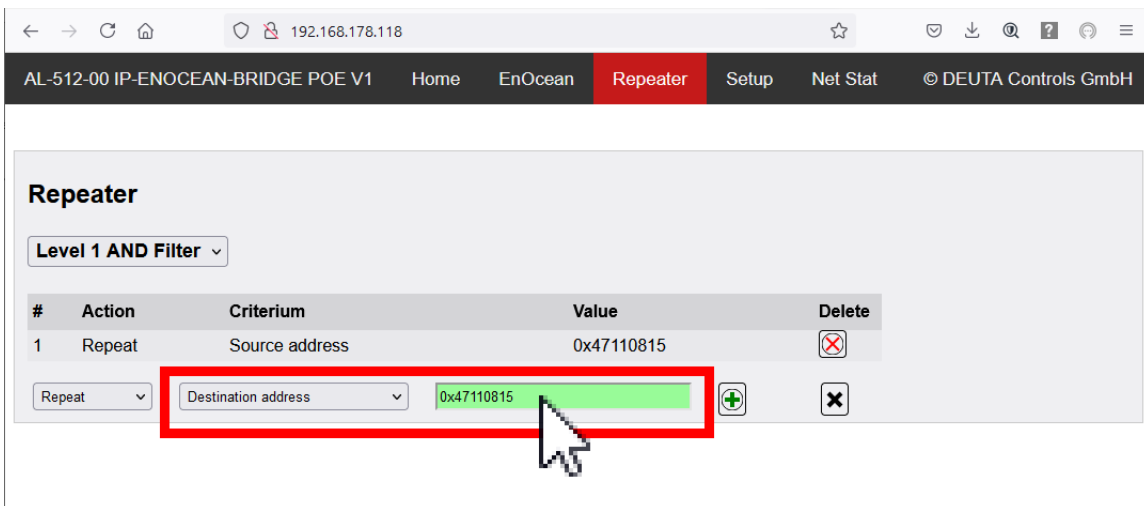 192.168.178.118
AL-512-00 IP-ENOCEAN-BRIDGE POE V1 Home EnOcean Repeater Setup Net Stat © DEUTA Controls GmbH
Repeater
Level 1 AND Filter
# Action Criterium Value Delete
1 Repeat Source address 0x47110815
Repeat Destination address 0x47110815